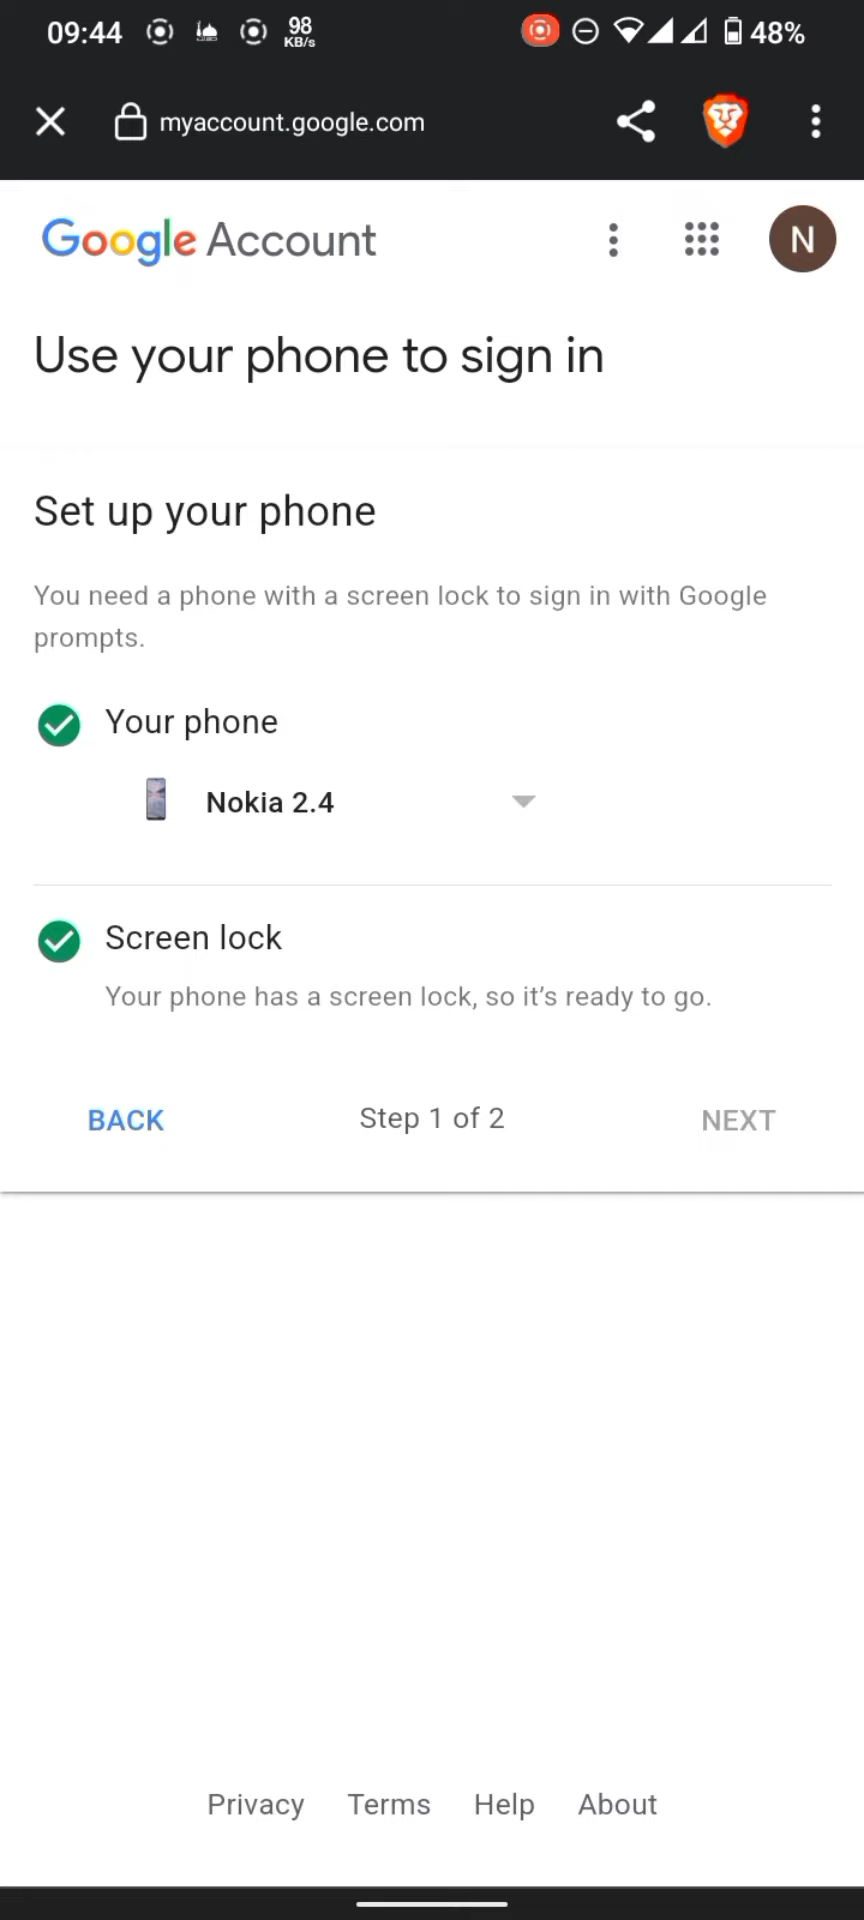 09:44 98 KB/s 48%
myaccount.google.com
Google Account N
Use your phone to sign in
Set up your phone
You need a phone with a screen lock to sign in with Google
prompts.
Your phone
Nokia 2.4
Screen lock
Your phone has a screen lock, so it’s ready to go.
BACK Step 1 of 2 NEXT
Privacy Terms Help About